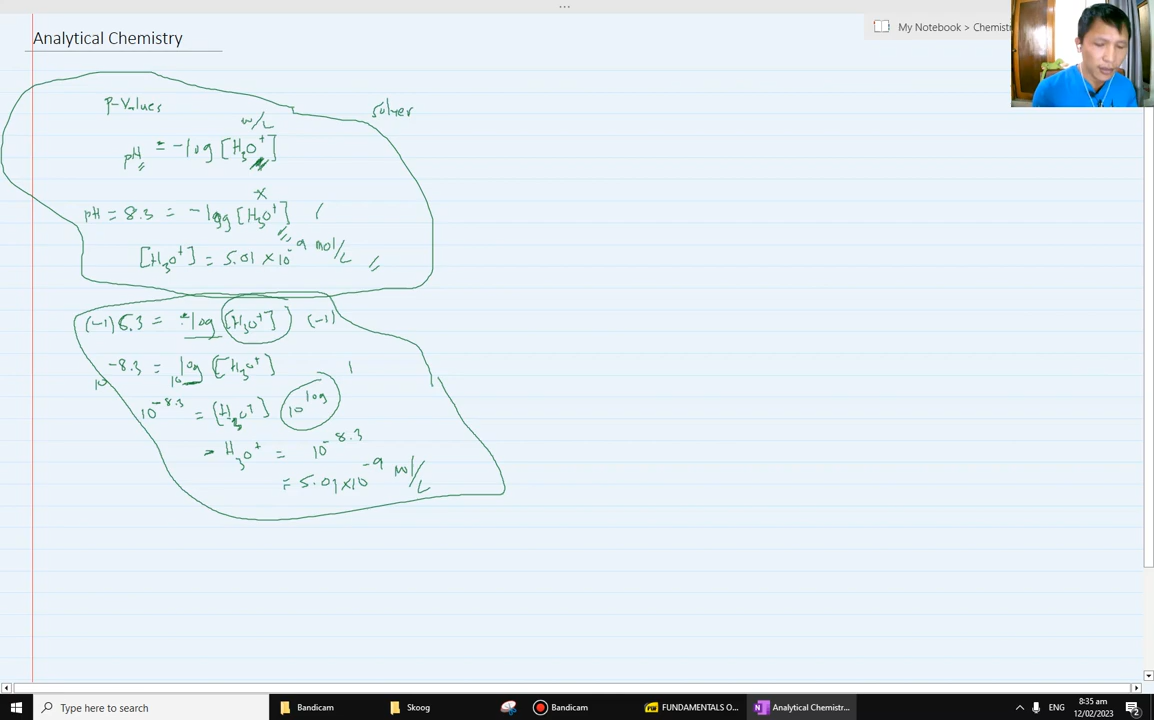 My Notebook > Chemist
Analytical Chemistry
P-Values
Solver
pH = -log [H3O+]
pH = 8.3 = -log [H3O+]
[H3O+] = 5.01 × 10^-9 mol/L
(-1) 8.3 = -log [H3O+] (-1)
-8.3 = log [H3O+]
10^-8.3 = [H3O+] 10^log
H3O+ = 10^-8.3
= 5.01×10^-9 mol/L
Type here to search
Bandicam
Skoog
Bandicam
FUNDAMENTALS O...
Analytical Chemistr...
ENG
8:35 am
12/02/2023
2